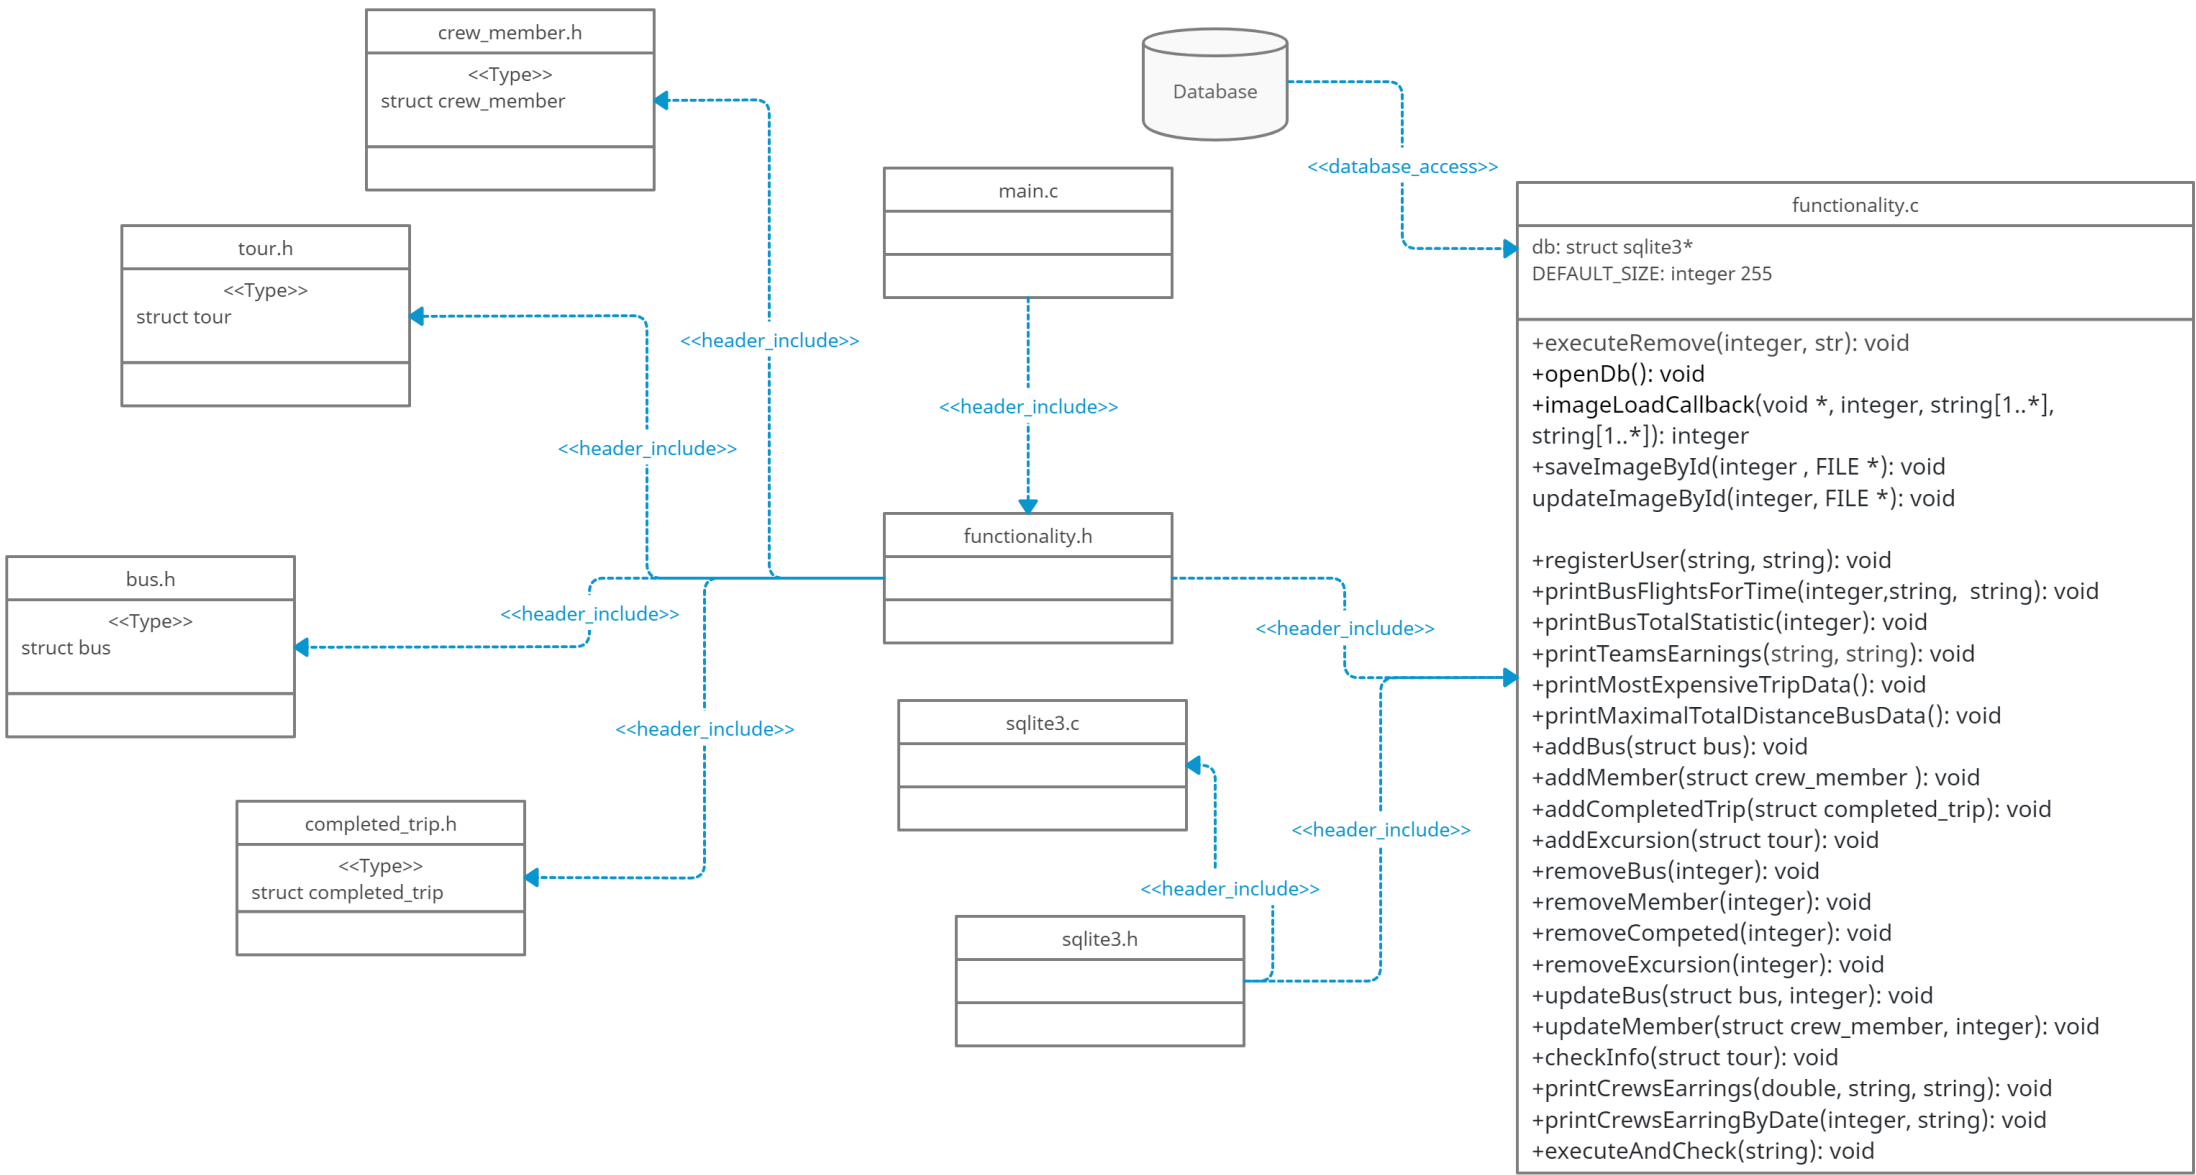 crew_member.h
<<Type>>
struct crew_member
Database
<<database_access>>
main.c
functionality.c
db: struct sqlite3*
DEFAULT_SIZE: integer 255
tour.h
<<Type>>
struct tour
<<header_include>>
<<header_include>>
<<header_include>>
functionality.h
bus.h
<<Type>>
struct bus
<<header_include>>
<<header_include>>
<<header_include>>
sqlite3.c
completed_trip.h
<<Type>>
struct completed_trip
<<header_include>>
<<header_include>>
sqlite3.h
+executeRemove(integer, str): void
+openDb(): void
+imageLoadCallback(void *, integer, string[1..*],
string[1..*]): integer
+saveImageById(integer , FILE *): void
updateImageById(integer, FILE *): void
+registerUser(string, string): void
+printBusFlightsForTime(integer,string,  string): void
+printBusTotalStatistic(integer): void
+printTeamsEarnings(string, string): void
+printMostExpensiveTripData(): void
+printMaximalTotalDistanceBusData(): void
+addBus(struct bus): void
+addMember(struct crew_member ): void
+addCompletedTrip(struct completed_trip): void
+addExcursion(struct tour): void
+removeBus(integer): void
+removeMember(integer): void
+removeCompeted(integer): void
+removeExcursion(integer): void
+updateBus(struct bus, integer): void
+updateMember(struct crew_member, integer): void
+checkInfo(struct tour): void
+printCrewsEarrings(double, string, string): void
+printCrewsEarringByDate(integer, string): void
+executeAndCheck(string): void